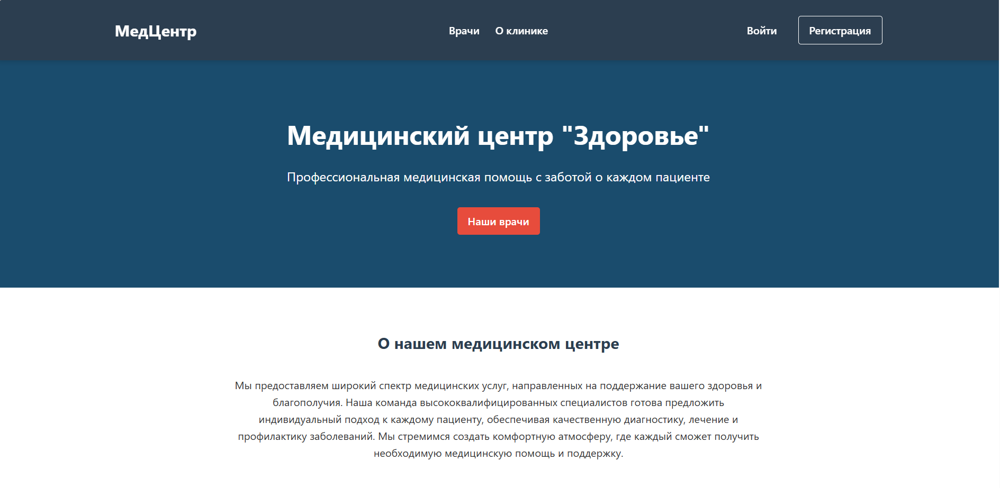 МедЦентр
Врачи
О клинике
Войти
Регистрация
Медицинский центр "Здоровье"
Профессиональная медицинская помощь с заботой о каждом пациенте
Наши врачи
О нашем медицинском центре
Мы предоставляем широкий спектр медицинских услуг, направленных на поддержание вашего здоровья и
благополучия. Наша команда высококвалифицированных специалистов готова предложить
индивидуальный подход к каждому пациенту, обеспечивая качественную диагностику, лечение и
профилактику заболеваний. Мы стремимся создать комфортную атмосферу, где каждый сможет получить
необходимую медицинскую помощь и поддержку.